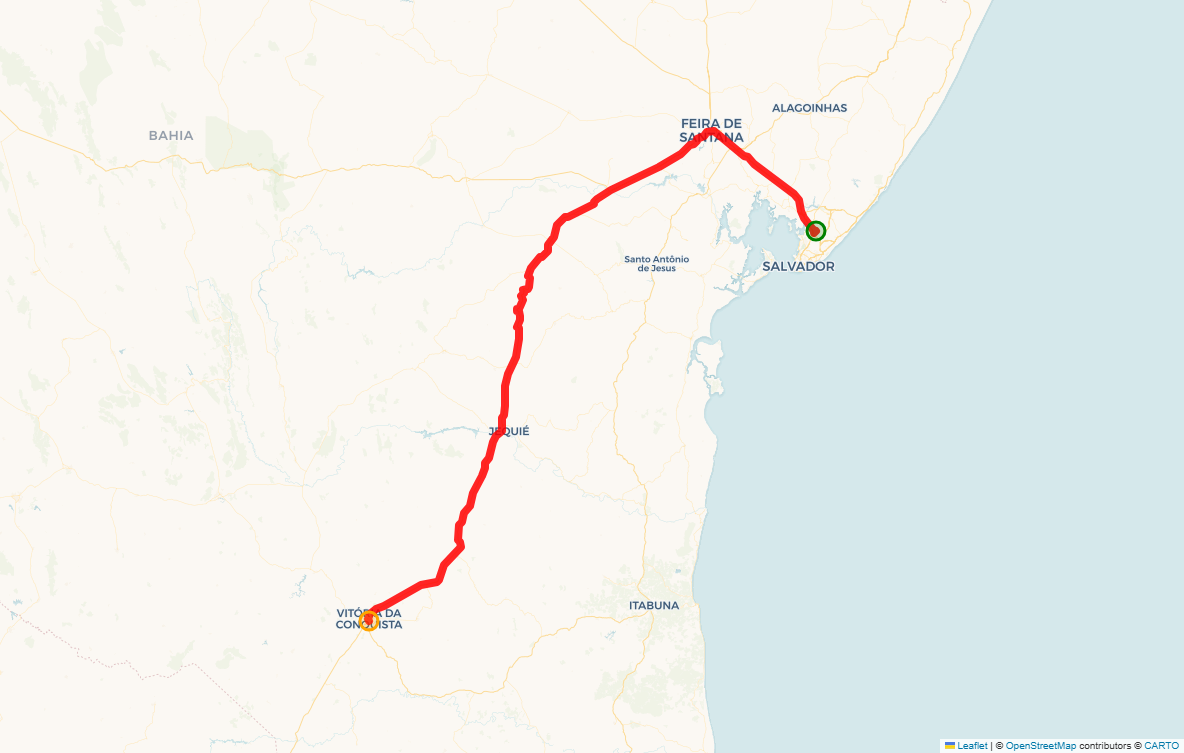 ALAGOINHAS
FEIRA DE
SANTANA
BAHIA
Santo Antônio
de Jesus
SALVADOR
JEQUIÉ
ITABUNA
VITÓRIA DA
CONQUISTA
Leaflet | © OpenStreetMap contributors © CARTO